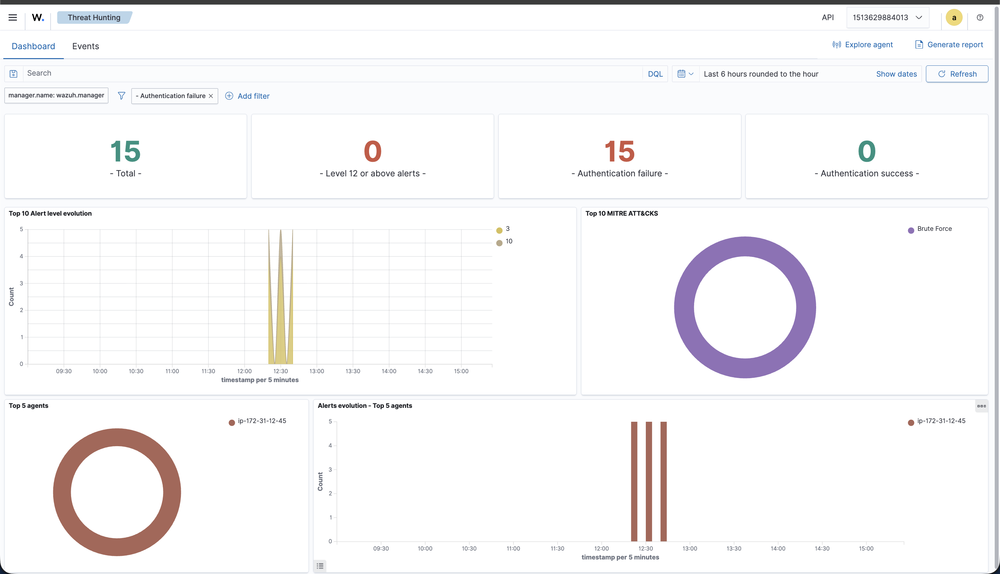 W. Threat Hunting API 1513629884013 a
Dashboard Events Explore agent Generate report
Search DQL Last 6 hours rounded to the hour Show dates Refresh
manager.name: wazuh.manager - Authentication failure × Add filter
15 0 15 0
- Total - - Level 12 or above alerts - - Authentication failure - - Authentication success -
Top 10 Alert level evolution
5
4
3
2
1
0
Count
09:30 10:00 10:30 11:00 11:30 12:00 12:30 13:00 13:30 14:00 14:30 15:00
timestamp per 5 minutes
3
10
Top 10 MITRE ATT&CKS
Brute Force
Top 5 agents
ip-172-31-12-45
Alerts evolution - Top 5 agents
5
4
3
2
1
0
Count
09:30 10:00 10:30 11:00 11:30 12:00 12:30 13:00 13:30 14:00 14:30 15:00
timestamp per 5 minutes
ip-172-31-12-45